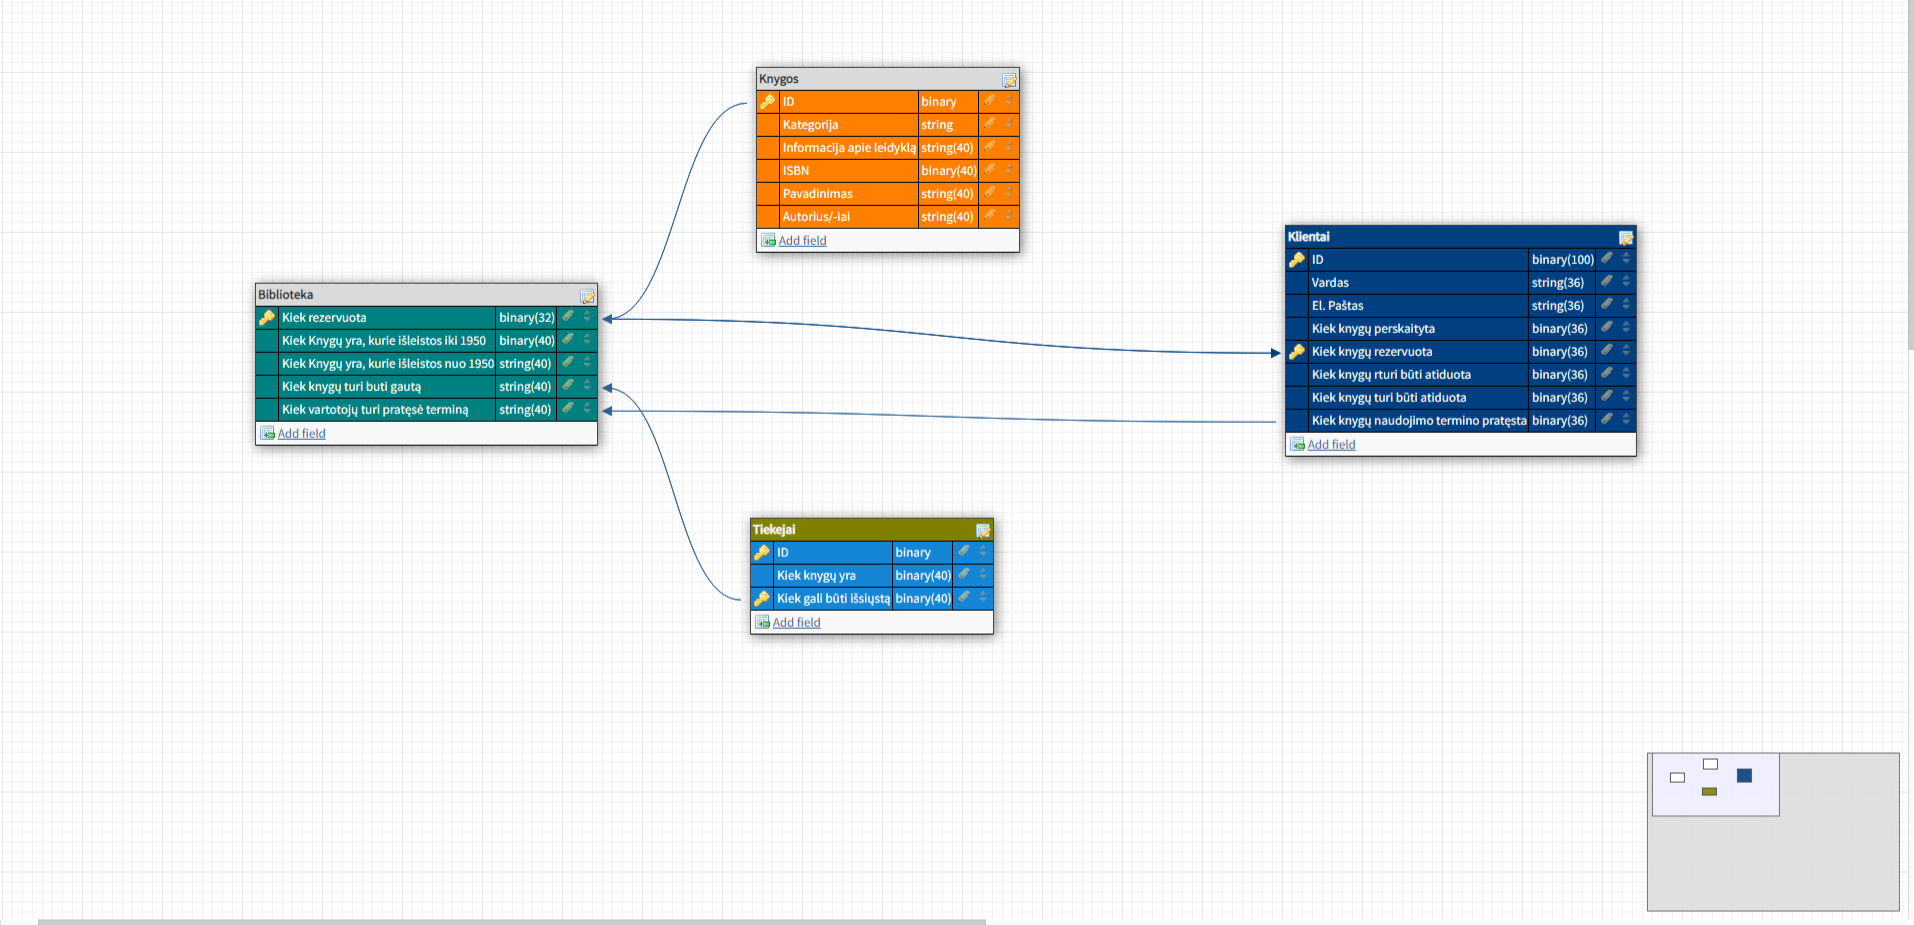 Knygos
ID binary
Kategorija string
Informacija apie leidyklą string(40)
ISBN binary(40)
Pavadinimas string(40)
Autorius/-iai string(40)
Add field
Klientai
ID binary(100)
Vardas string(36)
El. Paštas string(36)
Kiek knygų perskaityta binary(36)
Kiek knygų rezervuota binary(36)
Kiek knygų rturi būti atiduota binary(36)
Kiek knygų turi būti atiduota binary(36)
Kiek knygų naudojimo termino pratęsta binary(36)
Add field
Biblioteka
Kiek rezervuota binary(32)
Kiek Knygų yra, kurie išleistos iki 1950 binary(40)
Kiek Knygų yra, kurie išleistos nuo 1950 string(40)
Kiek knygų turi buti gautą string(40)
Kiek vartotojų turi pratęsė terminą string(40)
Add field
Tiekejai
ID binary
Kiek knygų yra binary(40)
Kiek gali būti išsiųstą binary(40)
Add field